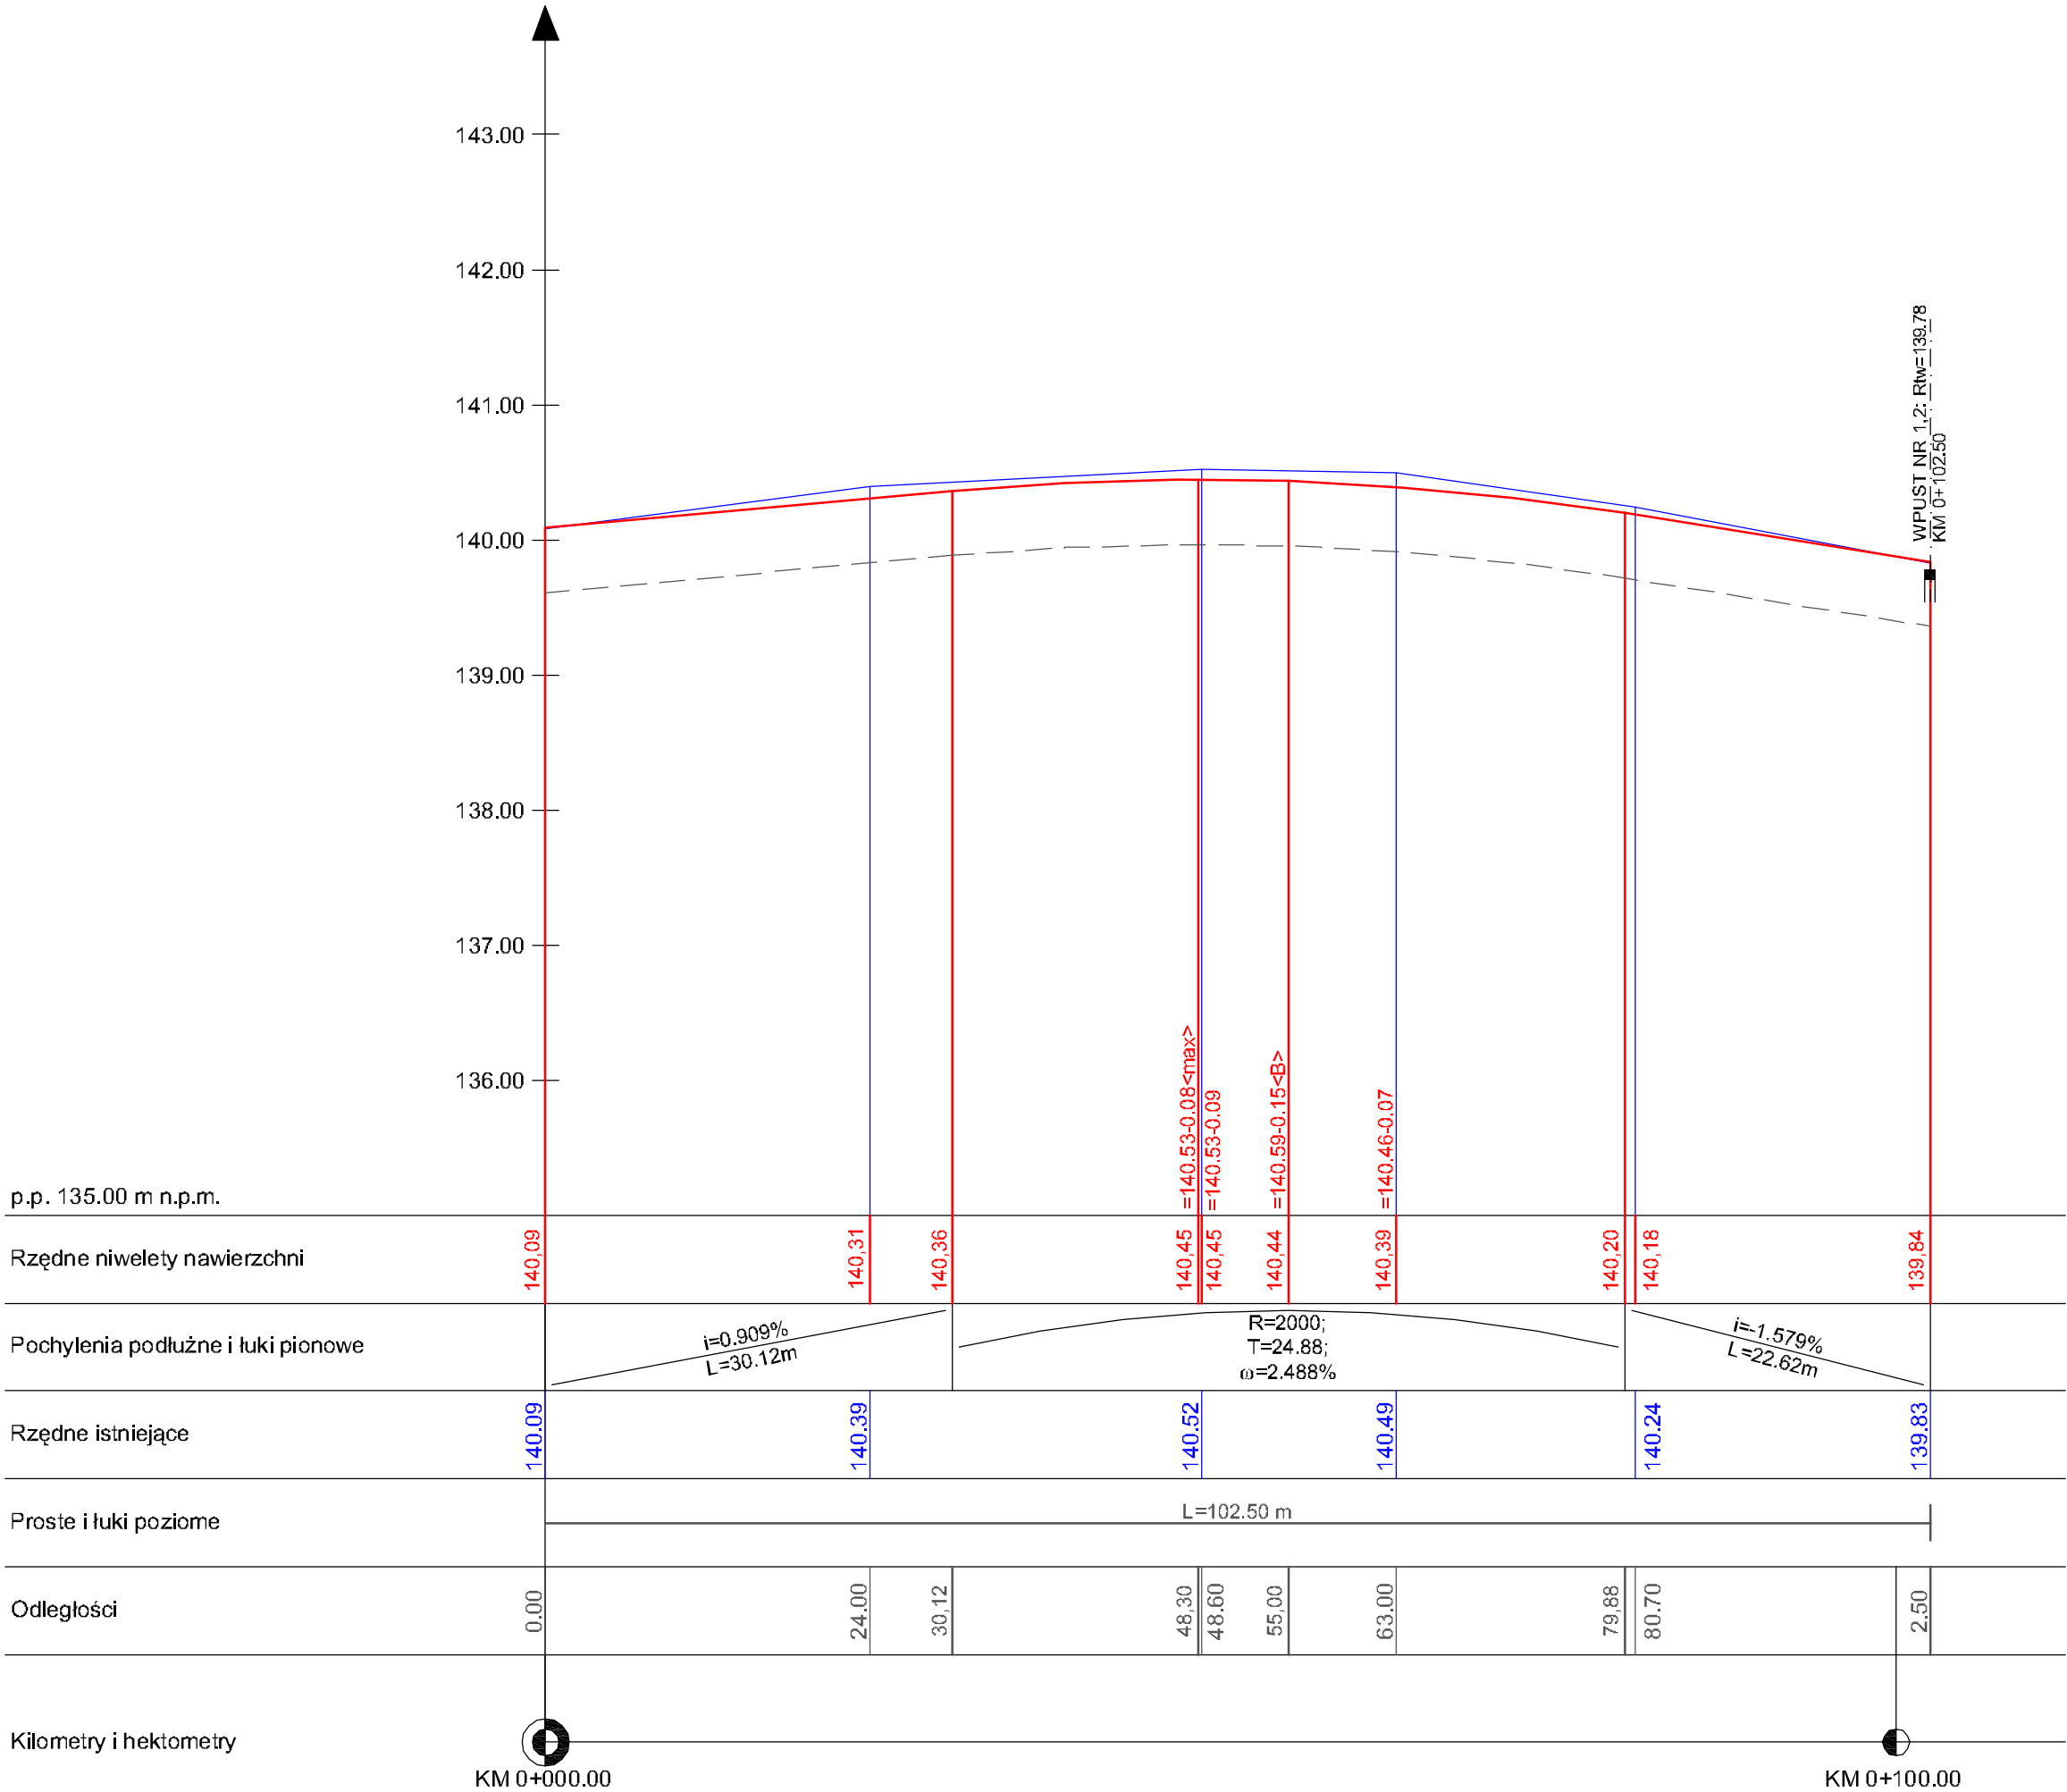 143.00
142.00
141.00
140.00
139.00
138.00
137.00
136.00
WPUST NR 1,2: Rtw=139.78
KM 0+102.50
=140.53-0.08<max>
=140.53-0.09
=140.59-0.15<B>
=140.46-0.07
p.p. 135.00 m n.p.m.
Rzędne niwelety nawierzchni
140,09
140,31
140,36
140,45
140,45
140,44
140,39
140,20
140,18
139,84
Pochylenia podłużne i łuki pionowe
i=0.909%
L=30.12m
R=2000;
T=24.88;
ω=2.488%
i=-1.579%
L=22.62m
Rzędne istniejące
140.09
140.39
140.52
140.49
140.24
139.83
Proste i łuki poziome
L=102.50 m
Odległości
0.00
24.00
30,12
48,30
48.60
55,00
63.00
79,88
80.70
2.50
Kilometry i hektometry
KM 0+000.00
KM 0+100.00